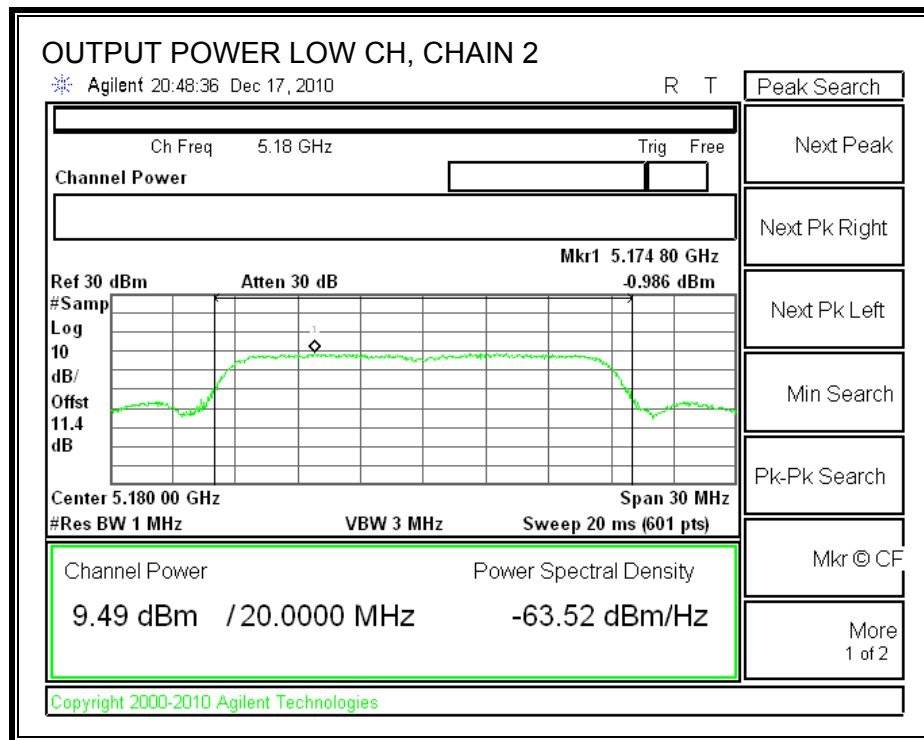 OUTPUT POWER LOW CH, CHAIN 2
Agilent 20:48:36 Dec 17, 2010 R T
Peak Search
Ch Freq 5.18 GHz Trig Free
Next Peak
Channel Power
Next Pk Right
Mkr1 5.174 80 GHz
Ref 30 dBm Atten 30 dB -0.986 dBm
#Samp
Log
10
dB/
Offst
11.4
dB
1
Next Pk Left
Min Search
Pk-Pk Search
Center 5.180 00 GHz Span 30 MHz
#Res BW 1 MHz VBW 3 MHz Sweep 20 ms (601 pts)
Mkr © CF
Channel Power Power Spectral Density
9.49 dBm / 20.0000 MHz -63.52 dBm/Hz
More
1 of 2
Copyright 2000-2010 Agilent Technologies